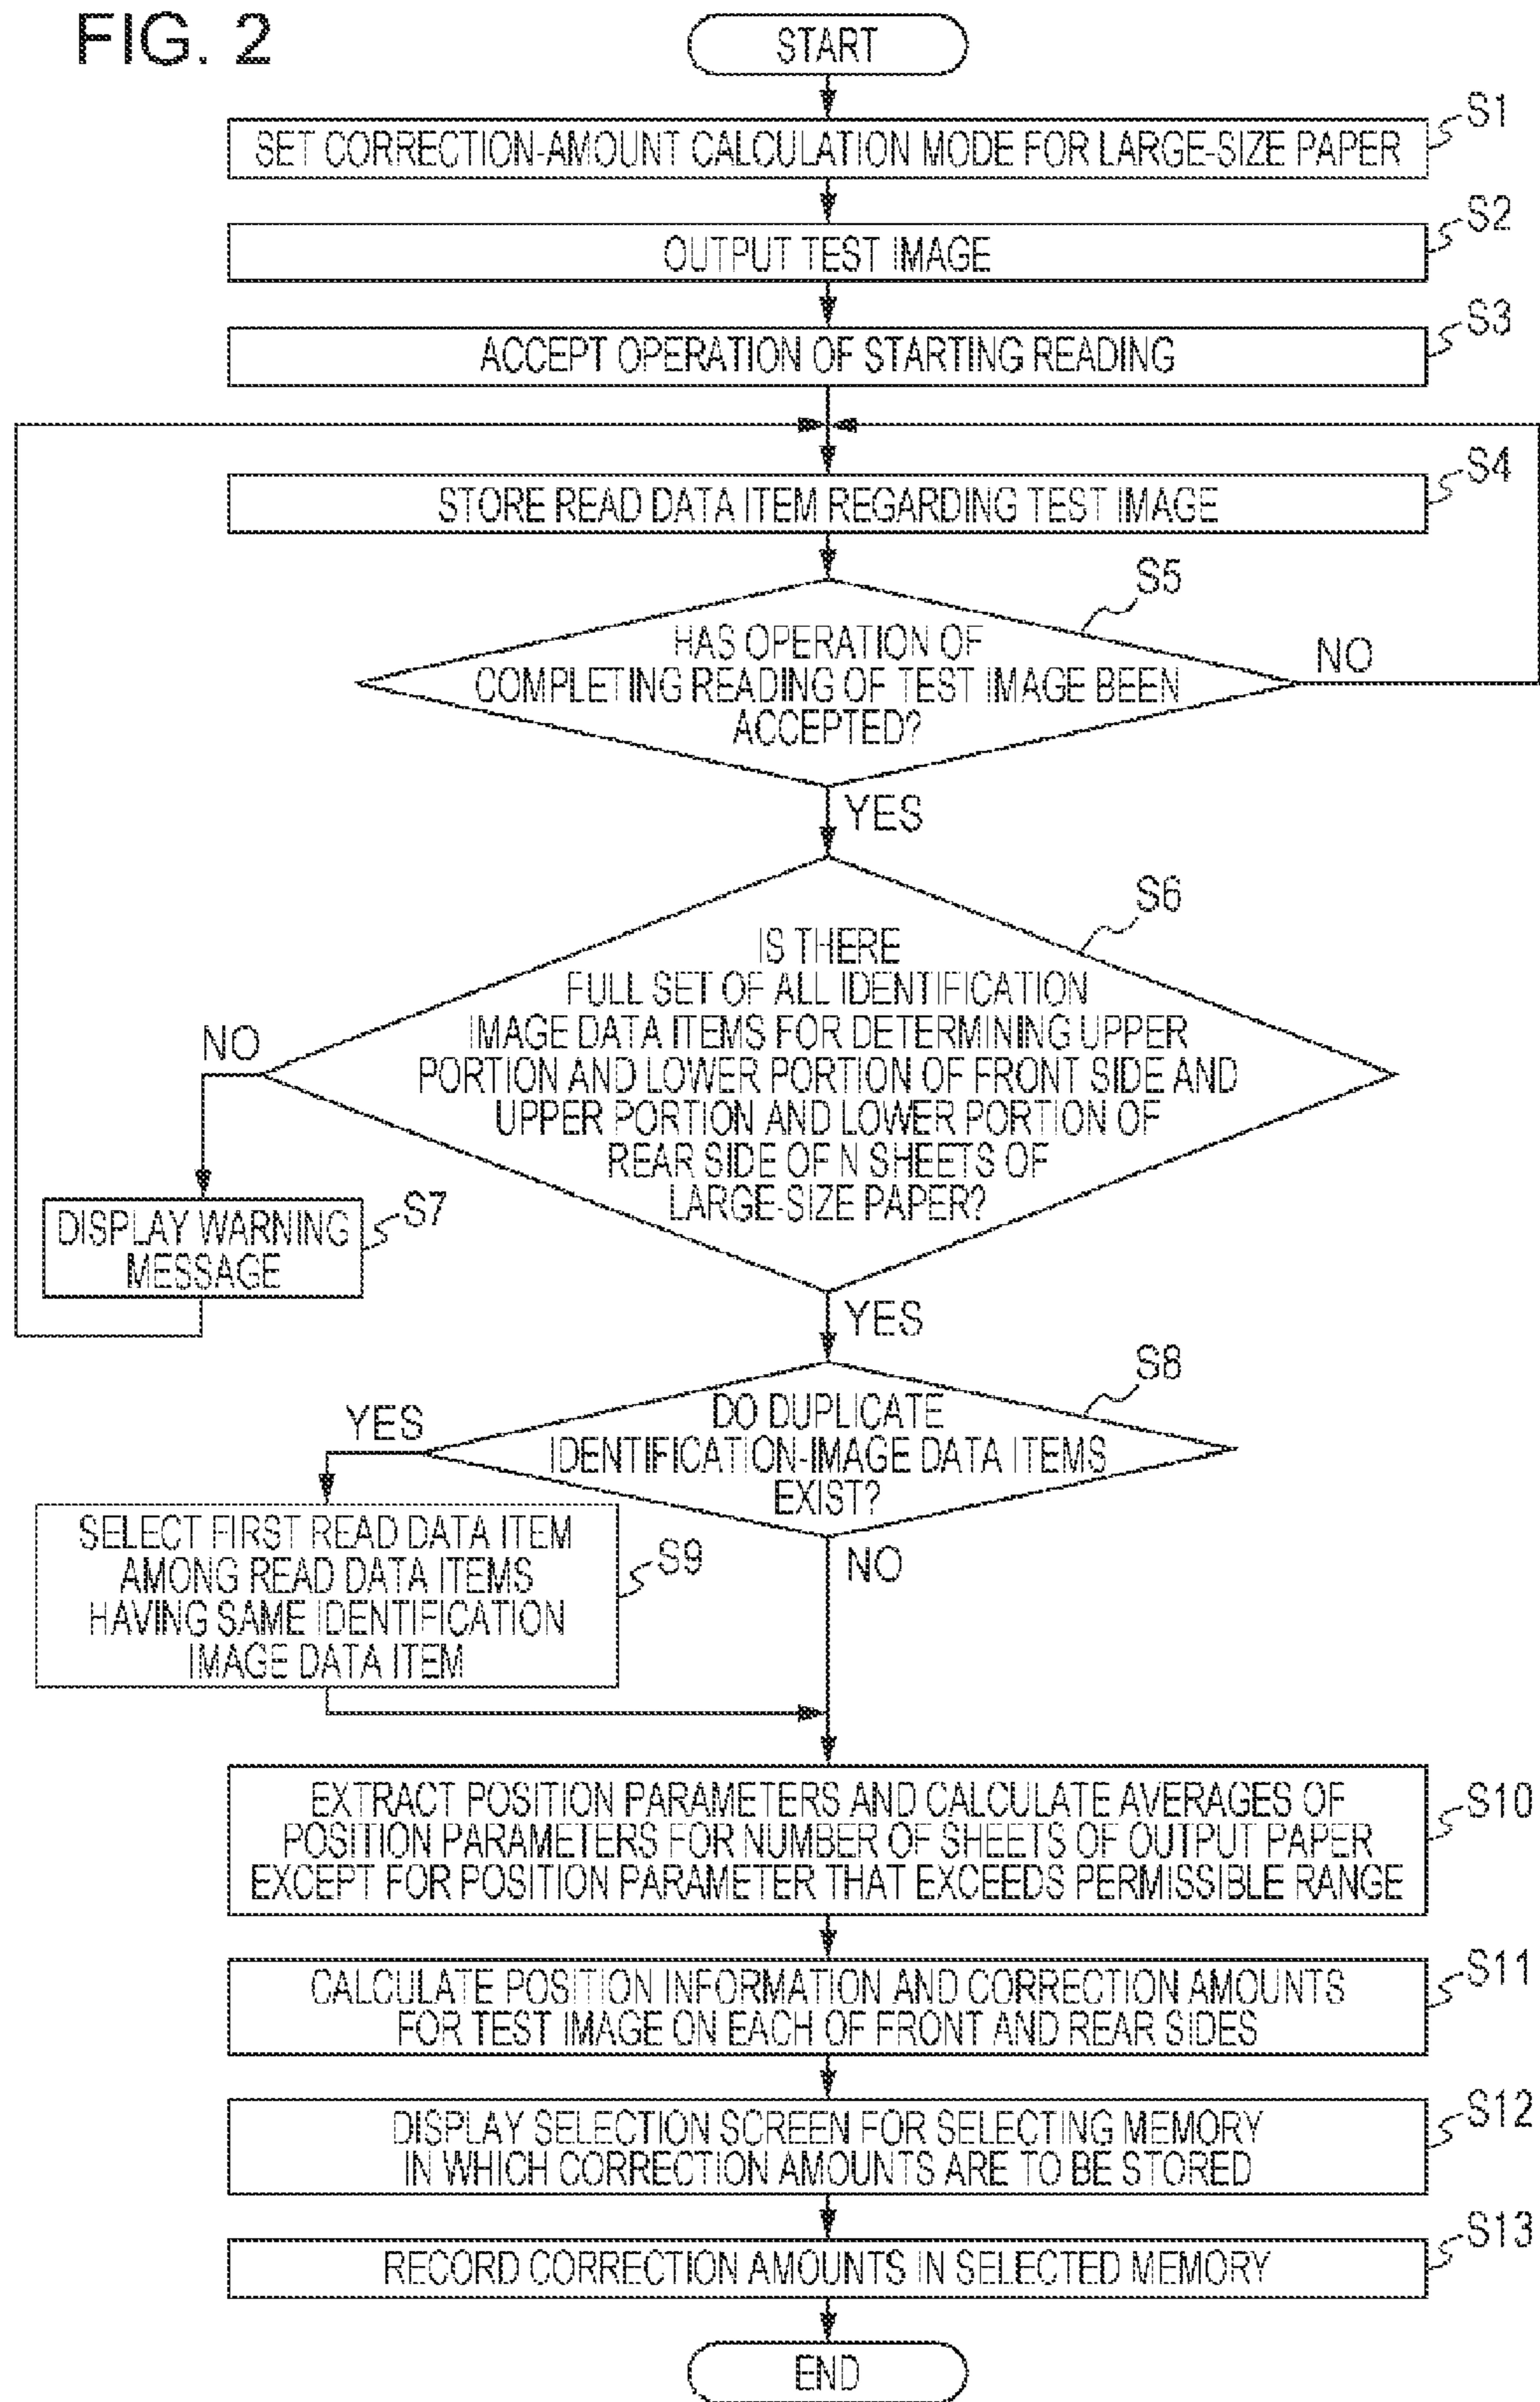 FIG. 2
START
S1
SET CORRECTION-AMOUNT CALCULATION MODE FOR LARGE-SIZE PAPER
S2
OUTPUT TEST IMAGE
S3
ACCEPT OPERATION OF STARTING READING
S4
STORE READ DATA ITEM REGARDING TEST IMAGE
S5
HAS OPERATION OF
COMPLETING READING OF TEST IMAGE BEEN
ACCEPTED?
NO
YES
S6
IS THERE
FULL SET OF ALL IDENTIFICATION
IMAGE DATA ITEMS FOR DETERMINING UPPER
PORTION AND LOWER PORTION OF FRONT SIDE AND
UPPER PORTION AND LOWER PORTION OF
REAR SIDE OF N SHEETS OF
LARGE-SIZE PAPER?
NO
S7
DISPLAY WARNING
MESSAGE
YES
S8
DO DUPLICATE
IDENTIFICATION-IMAGE DATA ITEMS
EXIST?
YES
S9
SELECT FIRST READ DATA ITEM
AMONG READ DATA ITEMS
HAVING SAME IDENTIFICATION
IMAGE DATA ITEM
NO
S10
EXTRACT POSITION PARAMETERS AND CALCULATE AVERAGES OF
POSITION PARAMETERS FOR NUMBER OF SHEETS OF OUTPUT PAPER
EXCEPT FOR POSITION PARAMETER THAT EXCEEDS PERMISSIBLE RANGE
S11
CALCULATE POSITION INFORMATION AND CORRECTION AMOUNTS
FOR TEST IMAGE ON EACH OF FRONT AND REAR SIDES
S12
DISPLAY SELECTION SCREEN FOR SELECTING MEMORY
IN WHICH CORRECTION AMOUNTS ARE TO BE STORED
S13
RECORD CORRECTION AMOUNTS IN SELECTED MEMORY
END